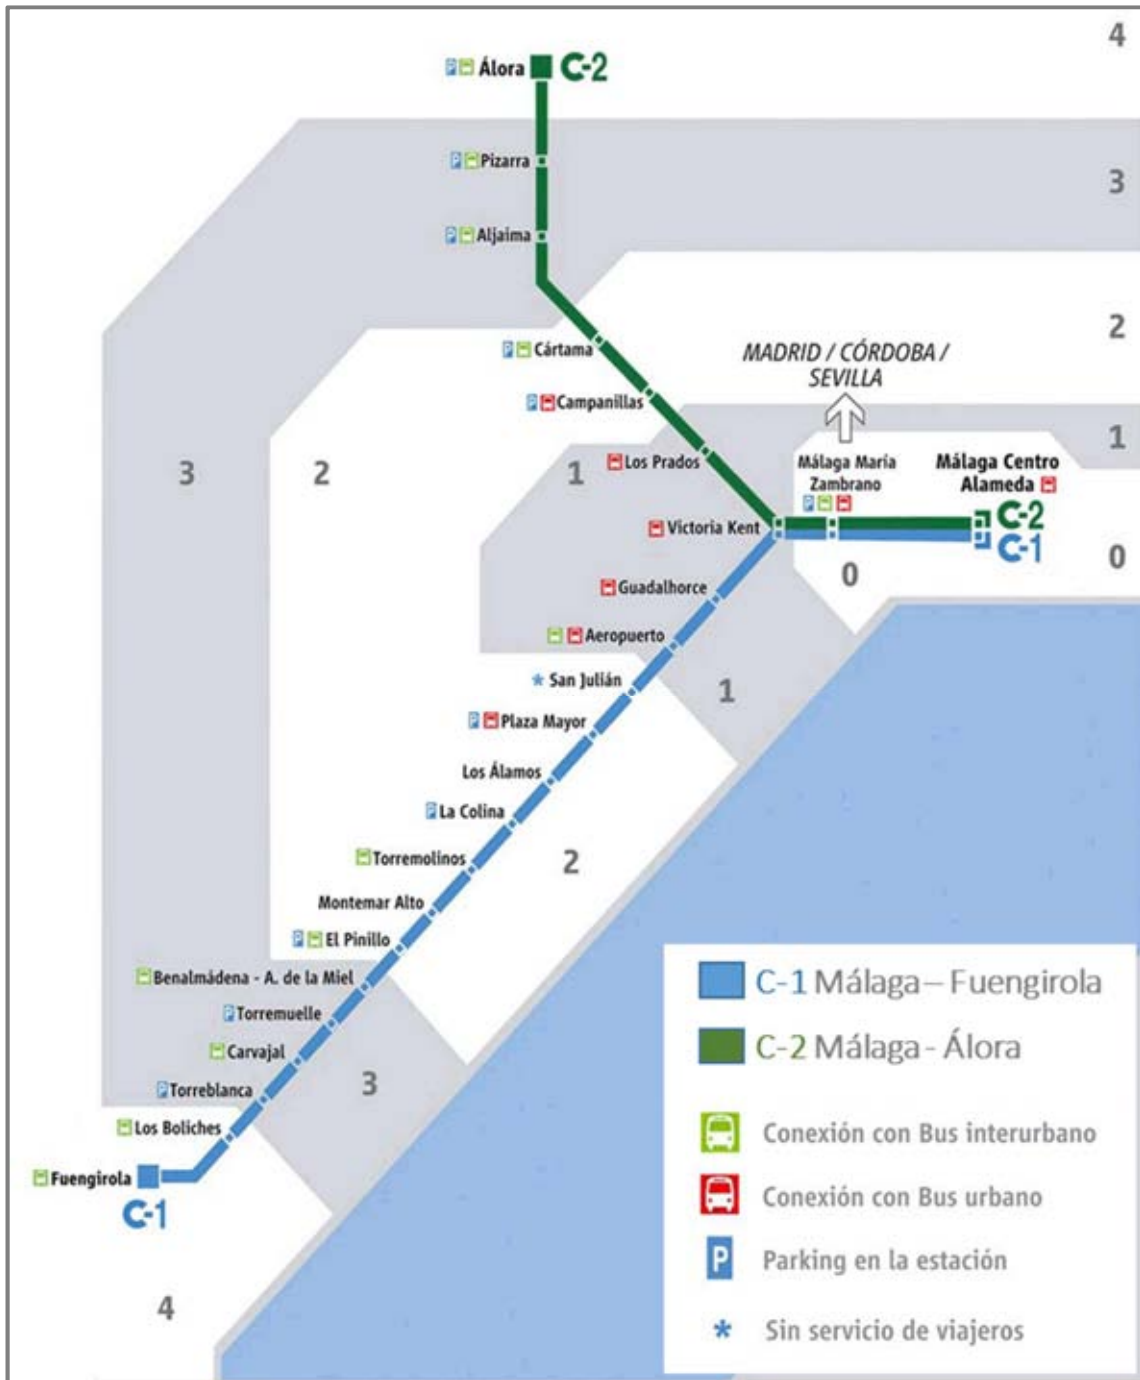 4
Álora C-2
Pizarra
3
Aljaima
2
Cártama
MADRID / CÓRDOBA /
SEVILLA
Campanillas
1
3
2
1
Los Prados
Málaga María
Zambrano
Málaga Centro
Alameda
C-2
C-1
Victoria Kent
0
0
Guadalhorce
Aeropuerto
San Julián
*
1
Plaza Mayor
Los Álamos
La Colina
Torremolinos
2
Montemar Alto
El Pinillo
Benalmádena - A. de la Miel
Torremuelle
Carvajal
3
Torreblanca
Los Boliches
Fuengirola
C-1
4
C-1 Málaga – Fuengirola
C-2 Málaga - Álora
Conexión con Bus interurbano
Conexión con Bus urbano
P Parking en la estación
* Sin servicio de viajeros